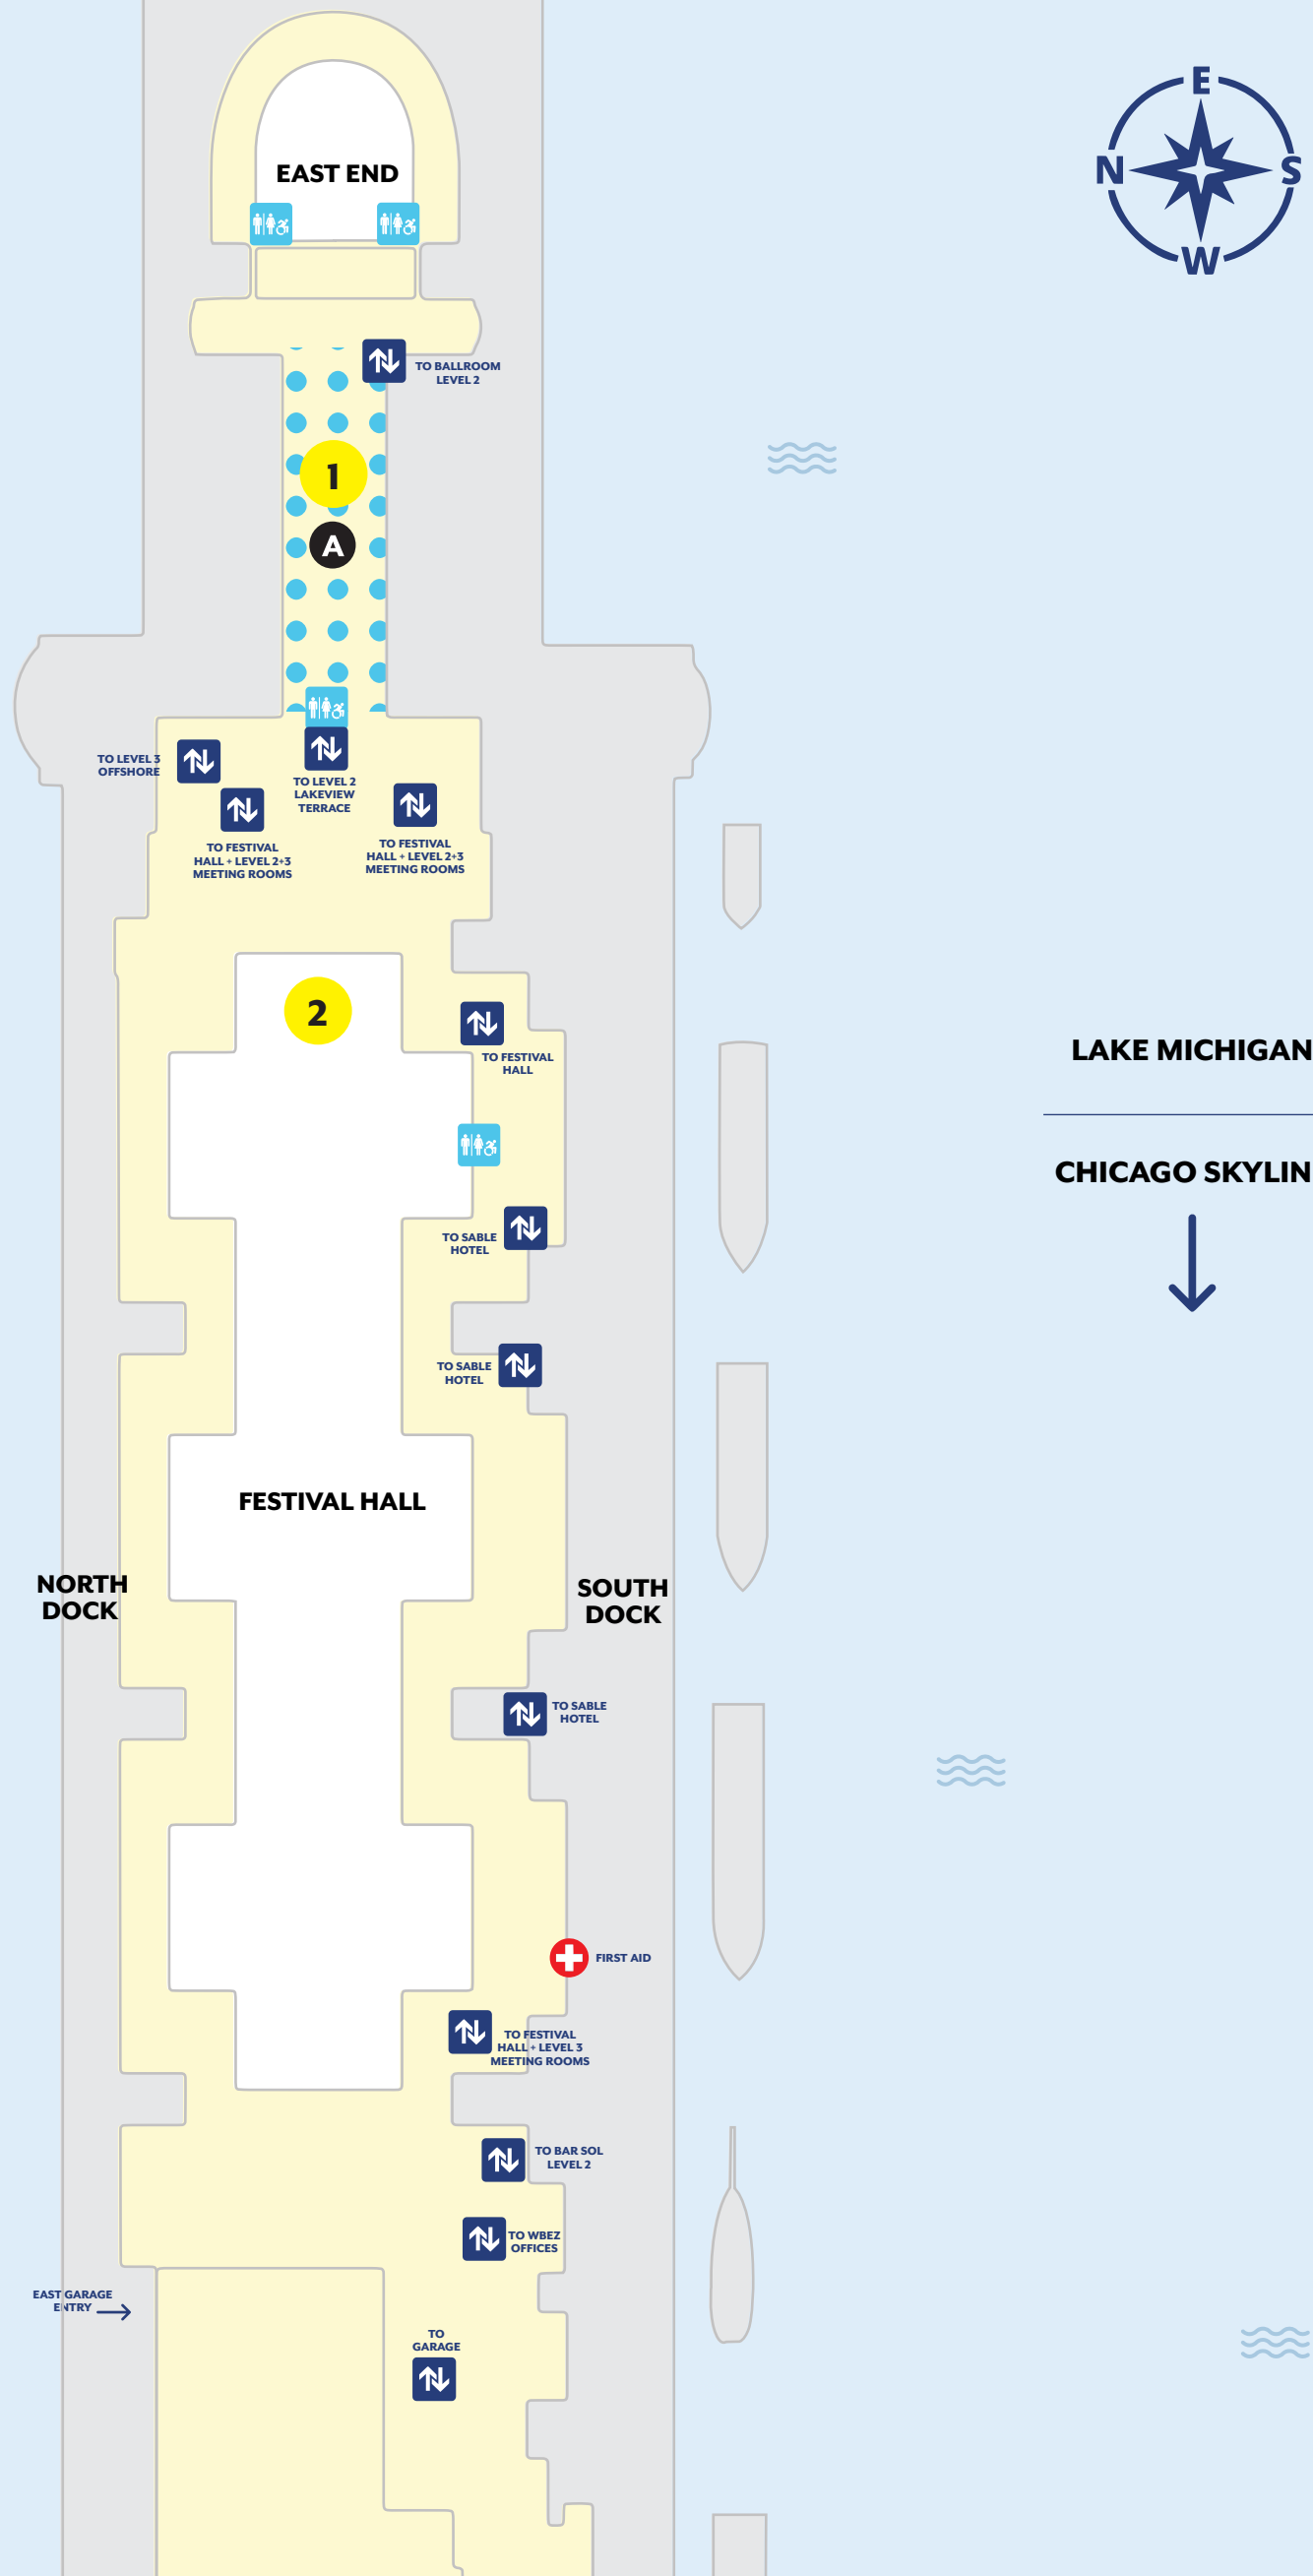 E
N
S
W
EAST END
TO BALLROOM
LEVEL 2
1
A
TO LEVEL 3
OFFSHORE
TO LEVEL 2
LAKEVIEW
TERRACE
TO FESTIVAL
HALL + LEVEL 2+3
MEETING ROOMS
TO FESTIVAL
HALL + LEVEL 2+3
MEETING ROOMS
2
TO FESTIVAL
HALL
LAKE MICHIGAN
CHICAGO SKYLIN
TO SABLE
HOTEL
TO SABLE
HOTEL
FESTIVAL HALL
NORTH
DOCK
SOUTH
DOCK
TO SABLE
HOTEL
FIRST AID
TO FESTIVAL
HALL + LEVEL 3
MEETING ROOMS
TO BAR SOL
LEVEL 2
TO WBEZ
OFFICES
EAST GARAGE
ENTRY
TO
GARAGE